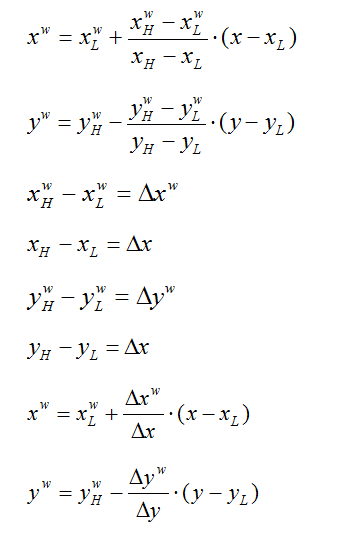 x^w = x_L^w + (x_H^w − x_L^w)/(x_H − x_L) · (x − x_L)
y^w = y_H^w − (y_H^w − y_L^w)/(y_H − y_L) · (y − y_L)
x_H^w − x_L^w = Δx^w
x_H − x_L = Δx
y_H^w − y_L^w = Δy^w
y_H − y_L = Δx
x^w = x_L^w + Δx^w/Δx · (x − x_L)
y^w = y_H^w − Δy^w/Δy · (y − y_L)